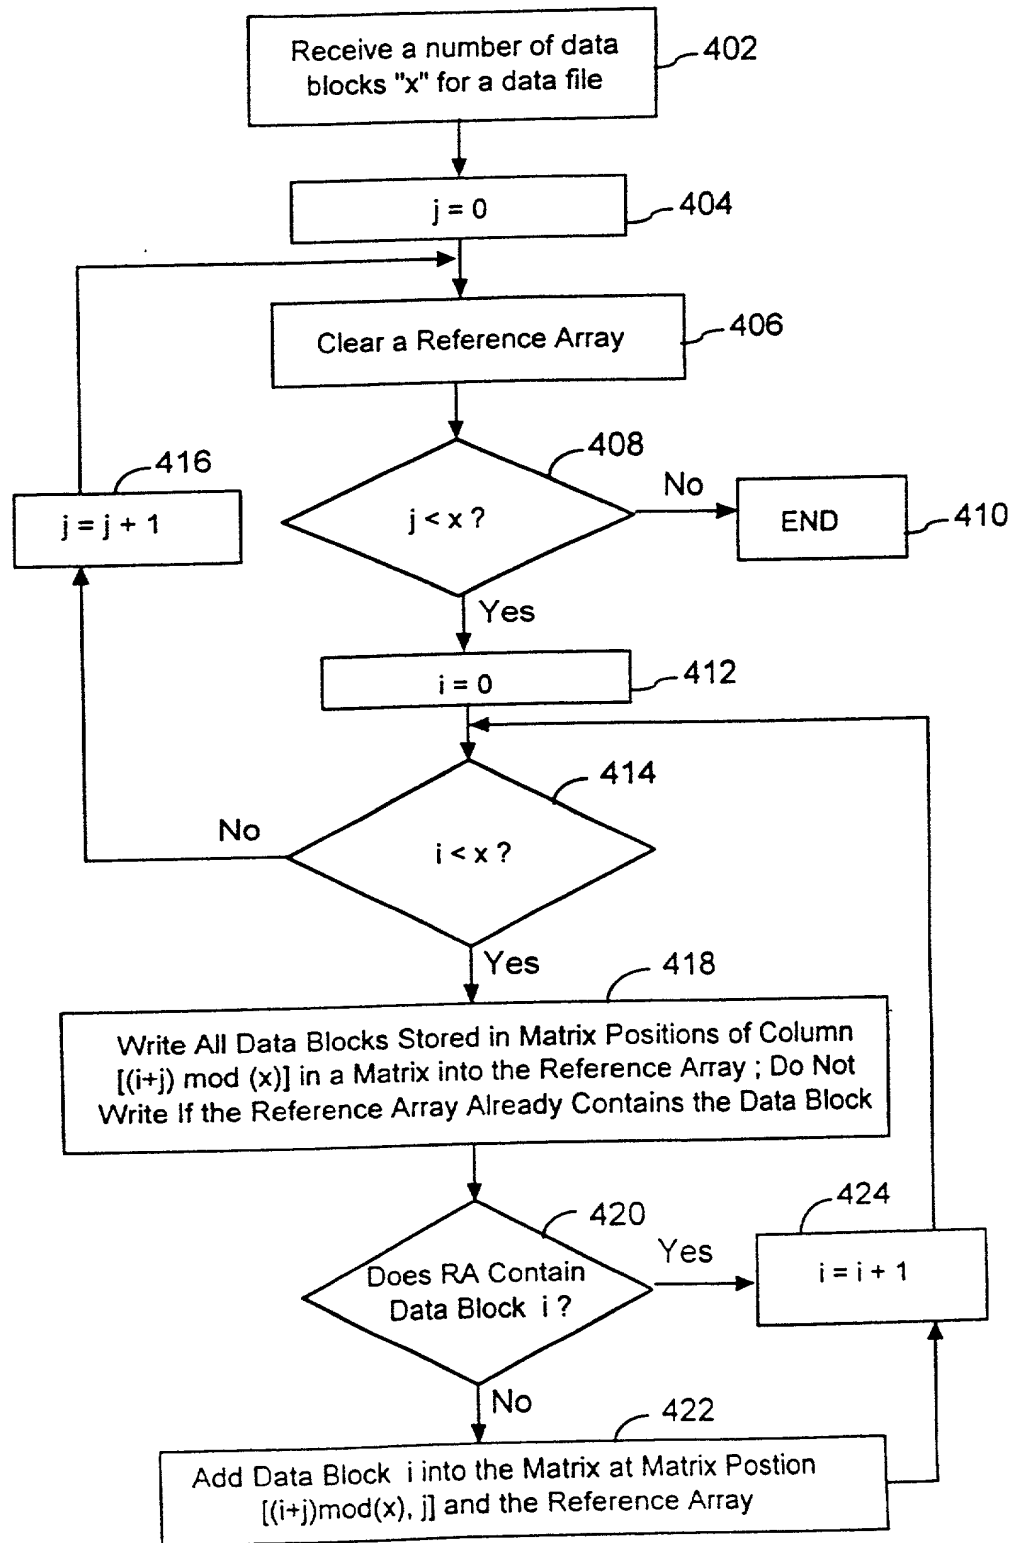 Receive a number of data
blocks "x" for a data file
402
j = 0
404
Clear a Reference Array
406
408
416
j < x ?
No
END
410
j = j + 1
Yes
i = 0
412
414
No
i < x ?
Yes
418
Write All Data Blocks Stored in Matrix Positions of Column
[(i+j) mod (x)] in a Matrix into the Reference Array ; Do Not
Write If the Reference Array Already Contains the Data Block
420
424
Does RA Contain
Data Block i ?
Yes
i = i + 1
No
422
Add Data Block i into the Matrix at Matrix Postion
[(i+j)mod(x), j] and the Reference Array